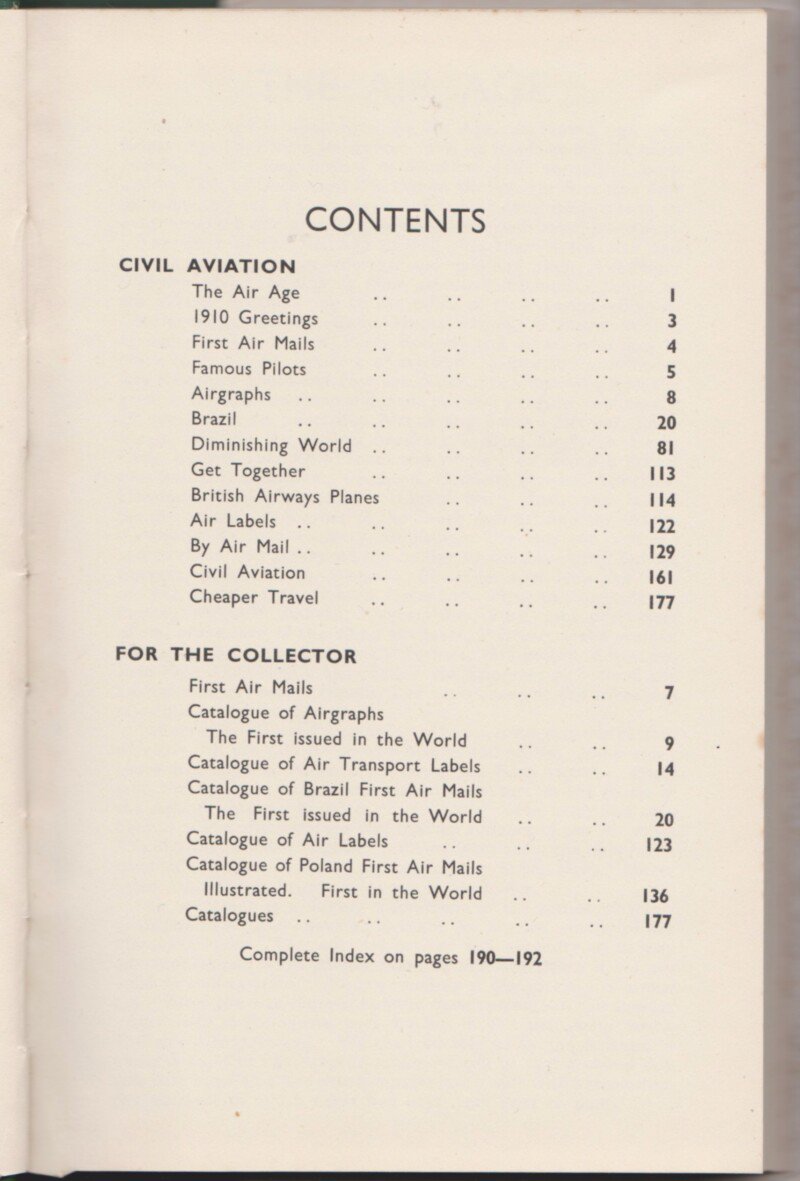 CONTENTS
CIVIL AVIATION
The Air Age .. .. .. .. 1
1910 Greetings .. .. .. .. 3
First Air Mails .. .. .. .. 4
Famous Pilots .. .. .. .. 5
Airgraphs .. .. .. .. .. 8
Brazil .. .. .. .. .. 20
Diminishing World .. .. .. .. 81
Get Together .. .. .. .. 113
British Airways Planes .. .. .. 114
Air Labels .. .. .. .. .. 122
By Air Mail .. .. .. .. .. 129
Civil Aviation .. .. .. .. 161
Cheaper Travel .. .. .. .. 177
FOR THE COLLECTOR
First Air Mails .. .. .. 7
Catalogue of Airgraphs
The First issued in the World .. .. 9
Catalogue of Air Transport Labels .. .. 14
Catalogue of Brazil First Air Mails
The First issued in the World .. .. 20
Catalogue of Air Labels .. .. .. 123
Catalogue of Poland First Air Mails
Illustrated. First in the World .. .. 136
Catalogues .. .. .. .. .. 177
Complete Index on pages 190—192